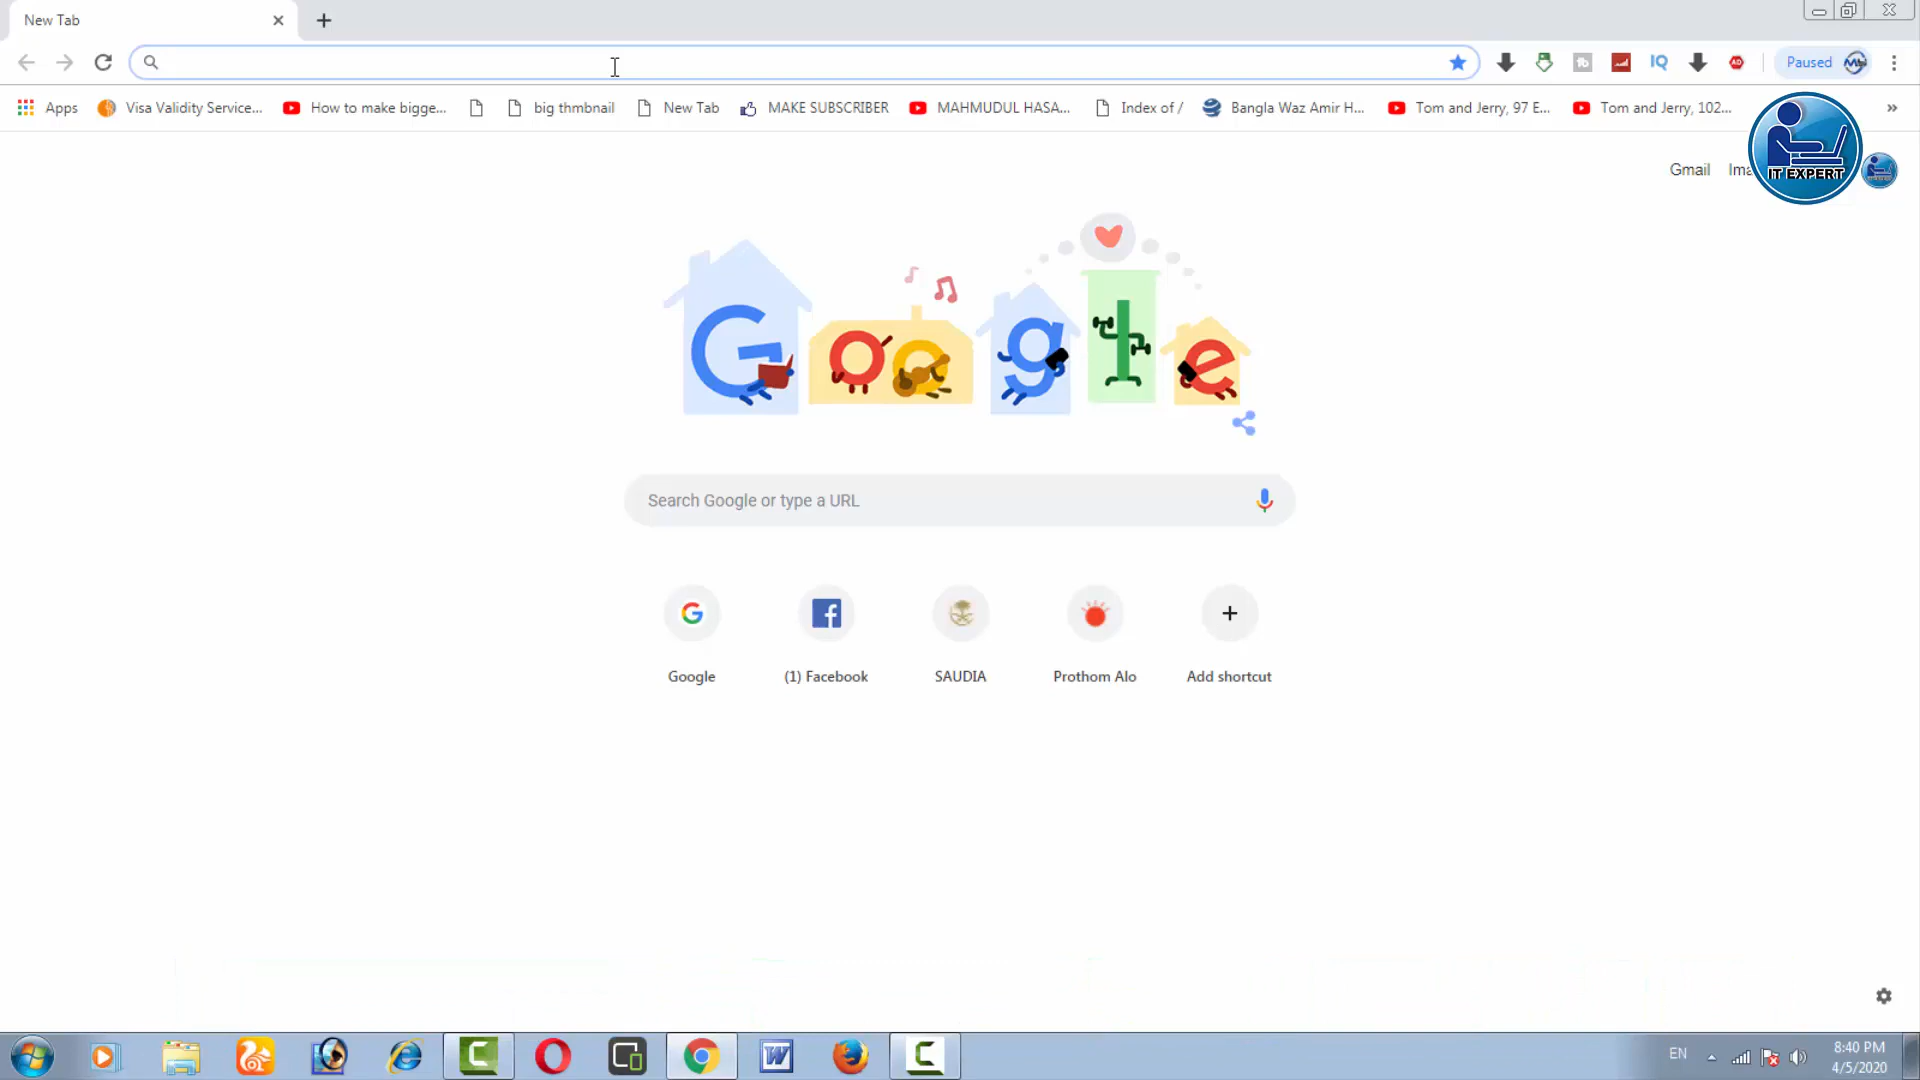 New Tab
Paused
Apps
Visa Validity Service...
How to make bigge...
big thmbnail
New Tab
MAKE SUBSCRIBER
MAHMUDUL HASA...
Index of /
Bangla Waz Amir H...
Tom and Jerry, 97 E...
Tom and Jerry, 102...
»
Gmail
Ima
IT EXPERT
Google
Search Google or type a URL
Google
(1) Facebook
SAUDIA
Prothom Alo
Add shortcut
EN
8:40 PM
4/5/2020